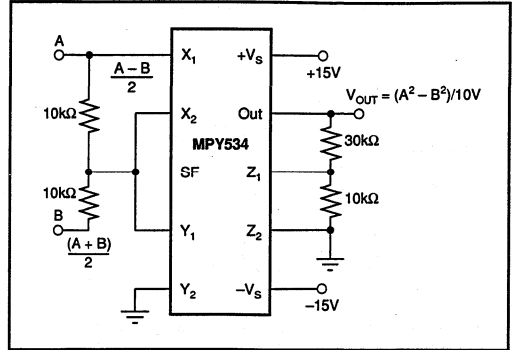 A
X₁
+Vₛ
+15V
A – B
2
V_OUT = (A² – B²)/10V
10kΩ
X₂
Out
30kΩ
MPY534
SF
Z₁
10kΩ
10kΩ
B
(A + B)
2
Y₁
Z₂
Y₂
–Vₛ
–15V